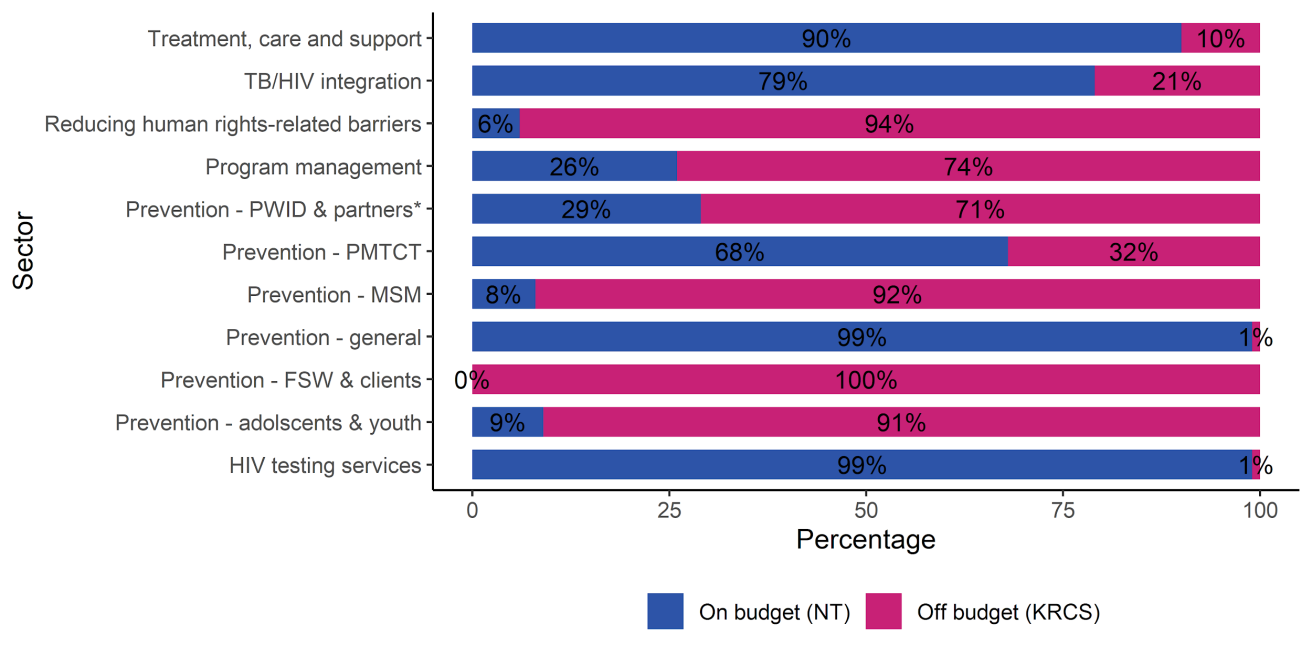 Treatment, care and support 90% 10%
TB/HIV integration 79% 21%
Reducing human rights-related barriers 6% 94%
Program management 26% 74%
Prevention - PWID & partners* 29% 71%
Prevention - PMTCT 68% 32%
Prevention - MSM 8% 92%
Prevention - general 99% 1%
Prevention - FSW & clients 0% 100%
Prevention - adolscents & youth 9% 91%
HIV testing services 99% 1%
Sector
0 25 50 75 100
Percentage
On budget (NT) Off budget (KRCS)